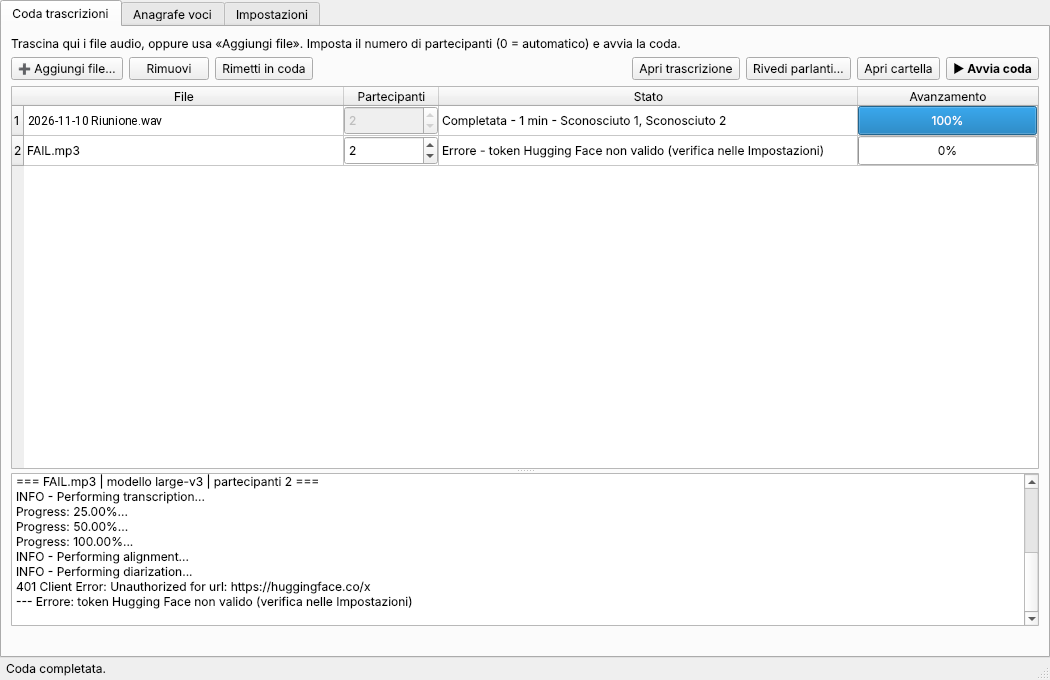 Coda trascrizioni Anagrafe voci Impostazioni
Trascina qui i file audio, oppure usa «Aggiungi file». Imposta il numero di partecipanti (0 = automatico) e avvia la coda.
Aggiungi file... Rimuovi Rimetti in coda Apri trascrizione Rivedi parlanti... Apri cartella Avvia coda
File Partecipanti Stato Avanzamento
1 2026-11-10 Riunione.wav 2 Completata - 1 min - Sconosciuto 1, Sconosciuto 2 100%
2 FAIL.mp3 2 Errore - token Hugging Face non valido (verifica nelle Impostazioni) 0%
=== FAIL.mp3 | modello large-v3 | partecipanti 2 ===
INFO - Performing transcription...
Progress: 25.00%...
Progress: 50.00%...
Progress: 100.00%...
INFO - Performing alignment...
INFO - Performing diarization...
401 Client Error: Unauthorized for url: https://huggingface.co/x
--- Errore: token Hugging Face non valido (verifica nelle Impostazioni)
Coda completata.